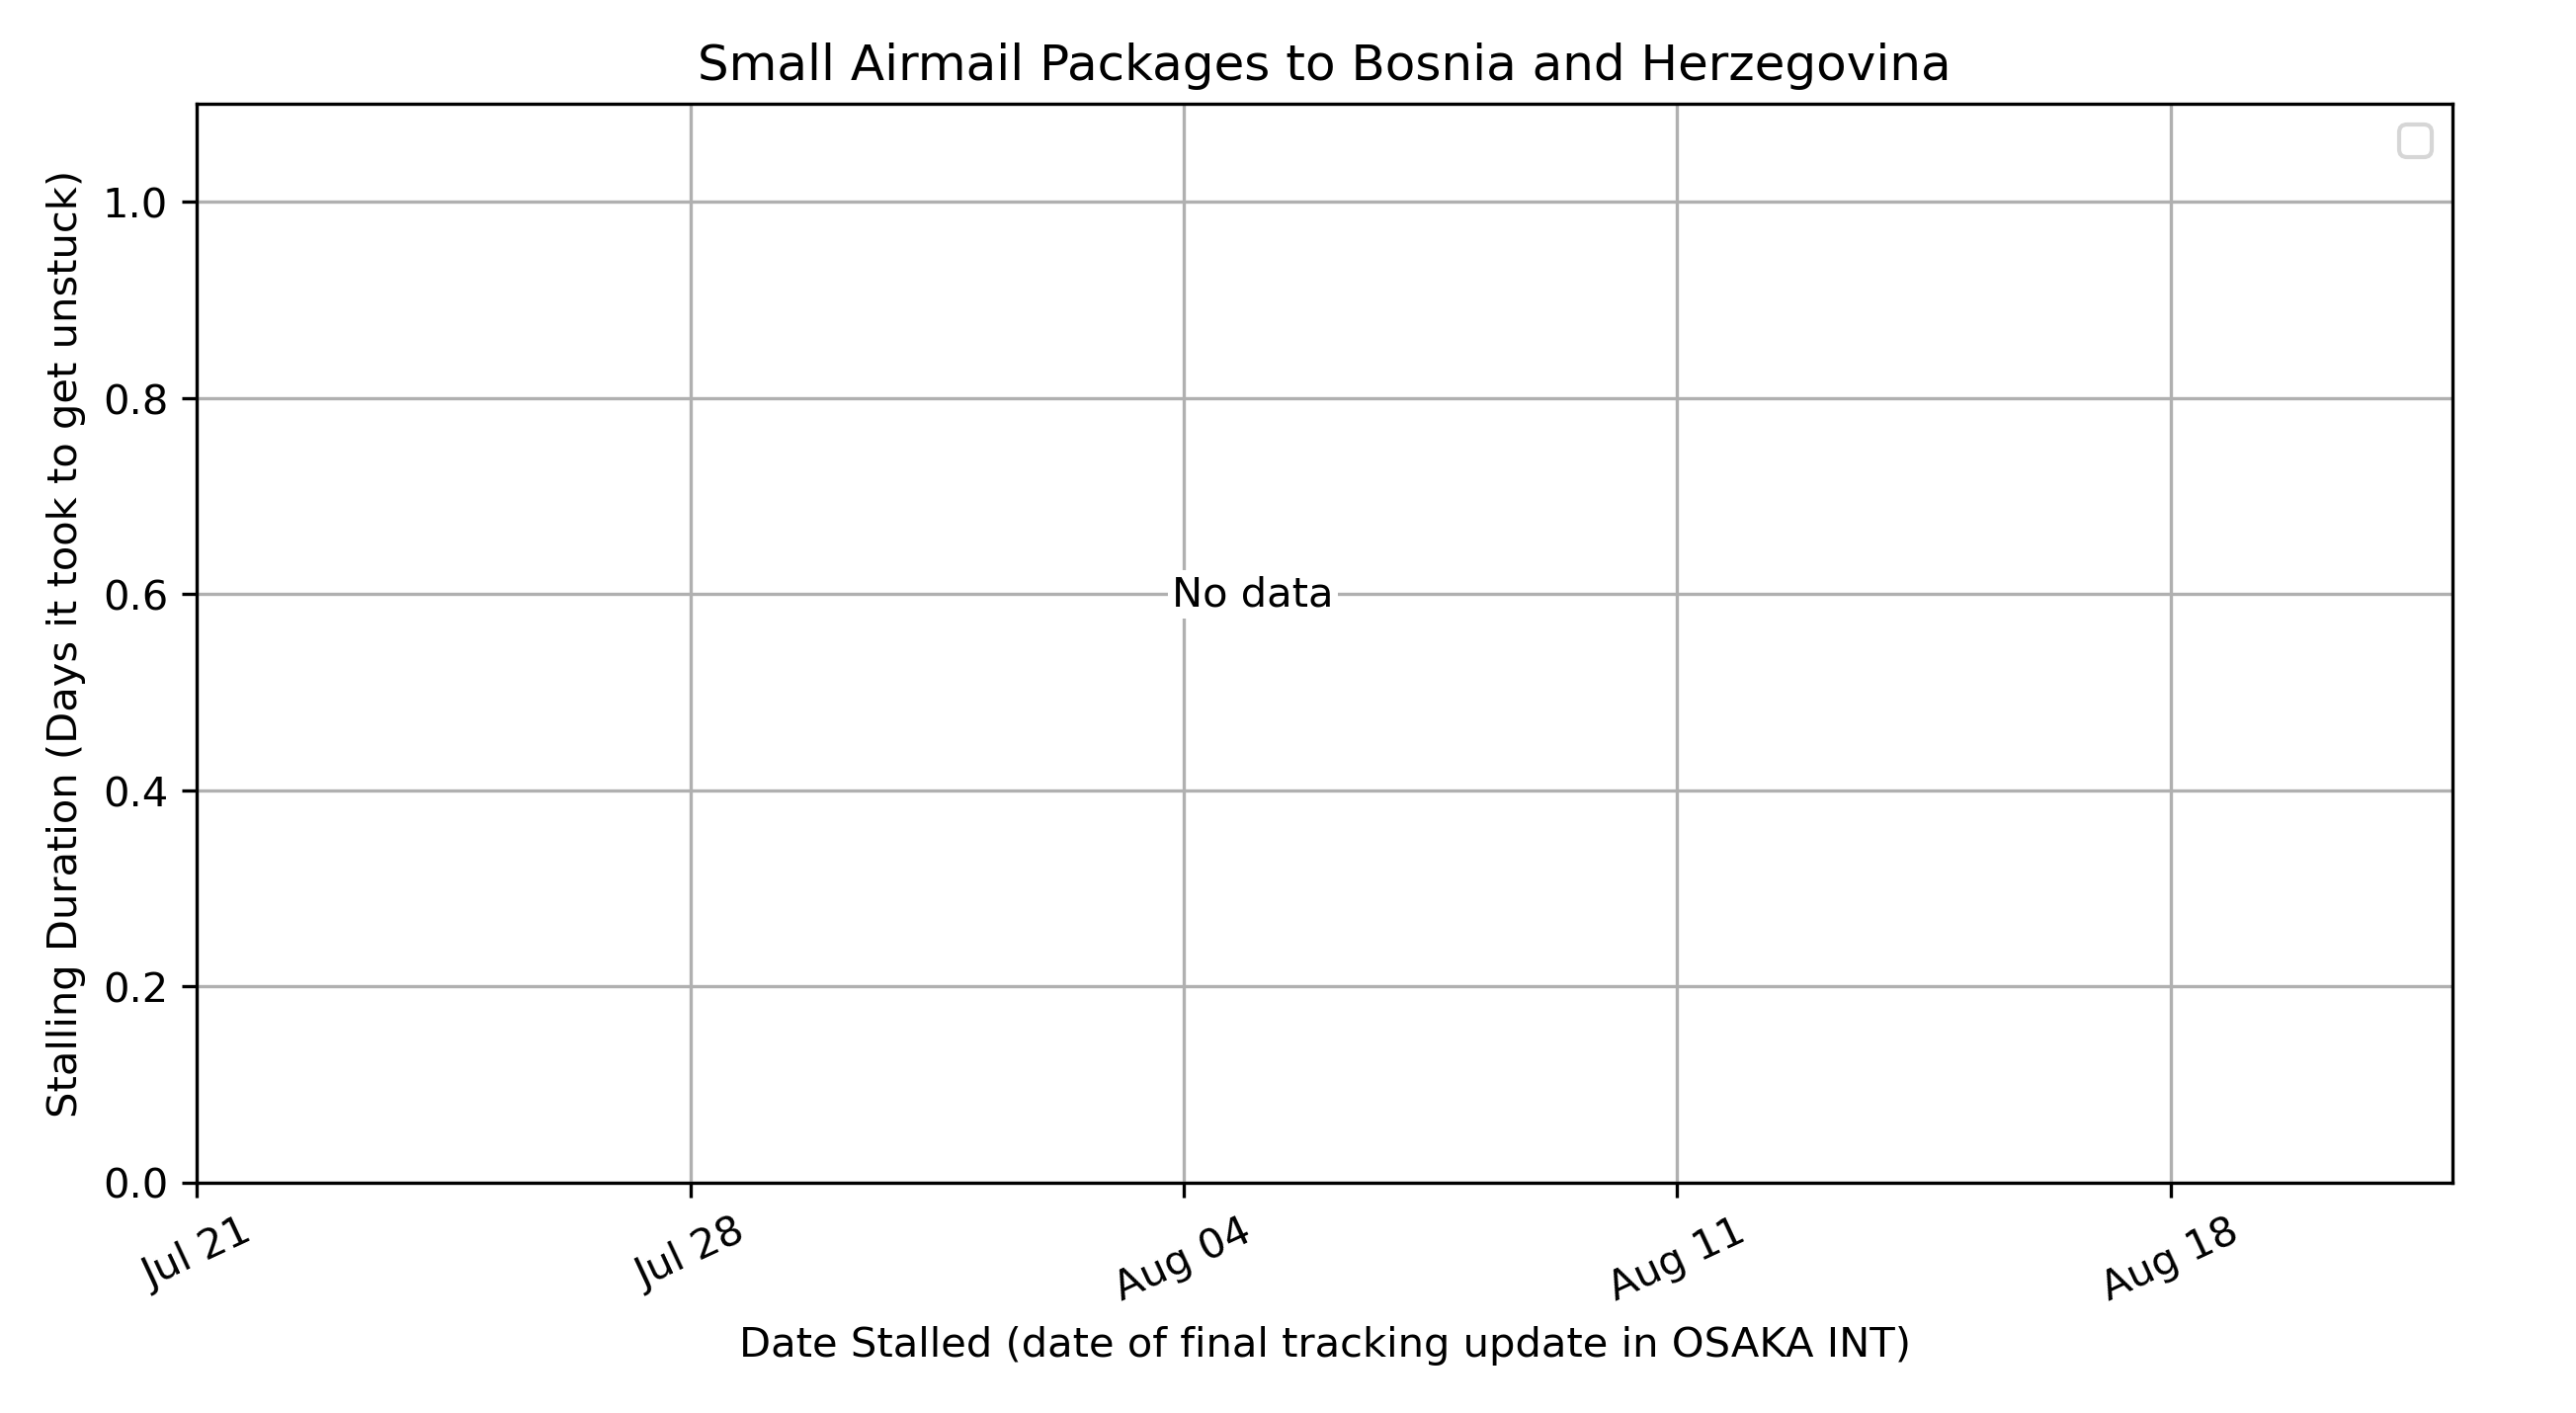 Small Airmail Packages to Bosnia and Herzegovina
Stalling Duration (Days it took to get unstuck)
1.0
0.8
0.6
0.4
0.2
0.0
No data
Jul 21
Jul 28
Aug 04
Aug 11
Aug 18
Date Stalled (date of final tracking update in OSAKA INT)